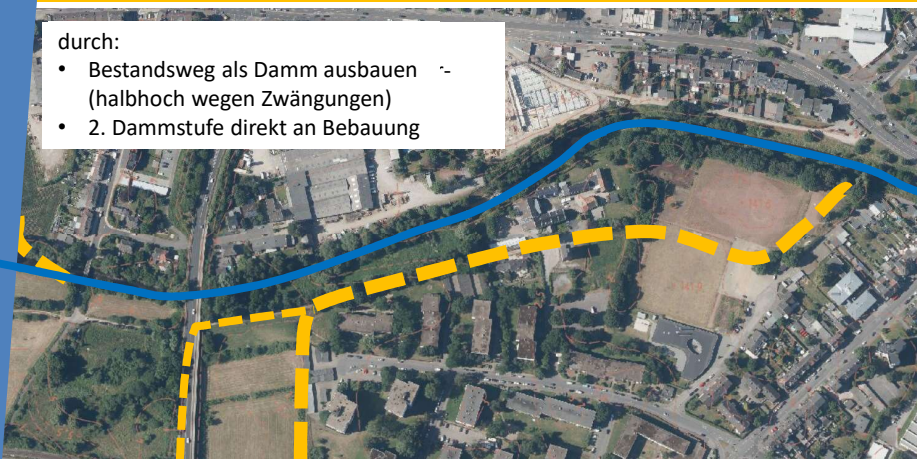 durch:
• Bestandsweg als Damm ausbauen
(halbhoch wegen Zwängungen)
• 2. Dammstufe direkt an Bebauung